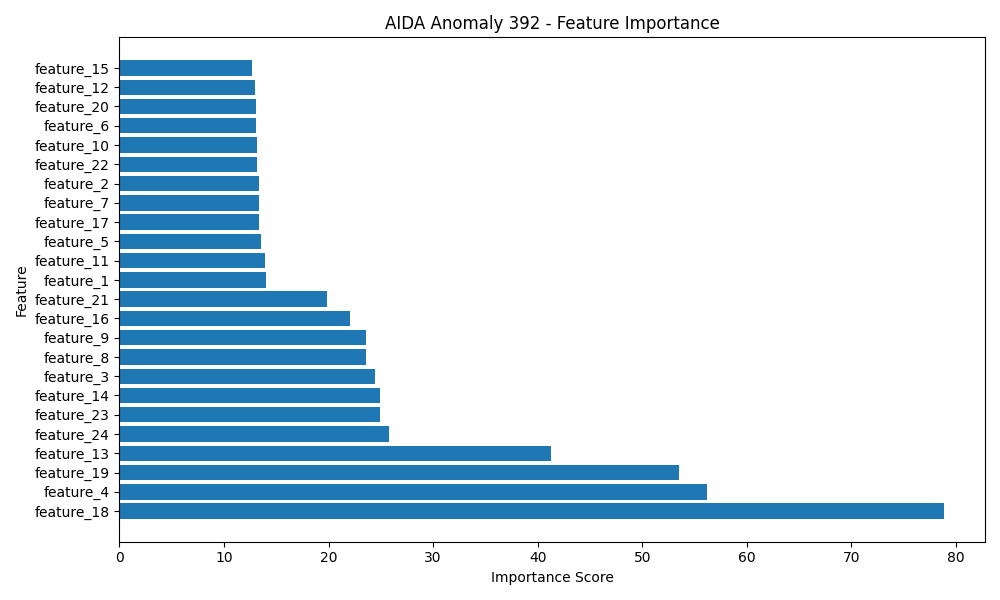 AIDA Anomaly 392 - Feature Importance
feature_15
feature_12
feature_20
feature_6
feature_10
feature_22
feature_2
feature_7
feature_17
feature_5
feature_11
feature_1
feature_21
feature_16
feature_9
feature_8
feature_3
feature_14
feature_23
feature_24
feature_13
feature_19
feature_4
feature_18
Feature
0 10 20 30 40 50 60 70 80
Importance Score